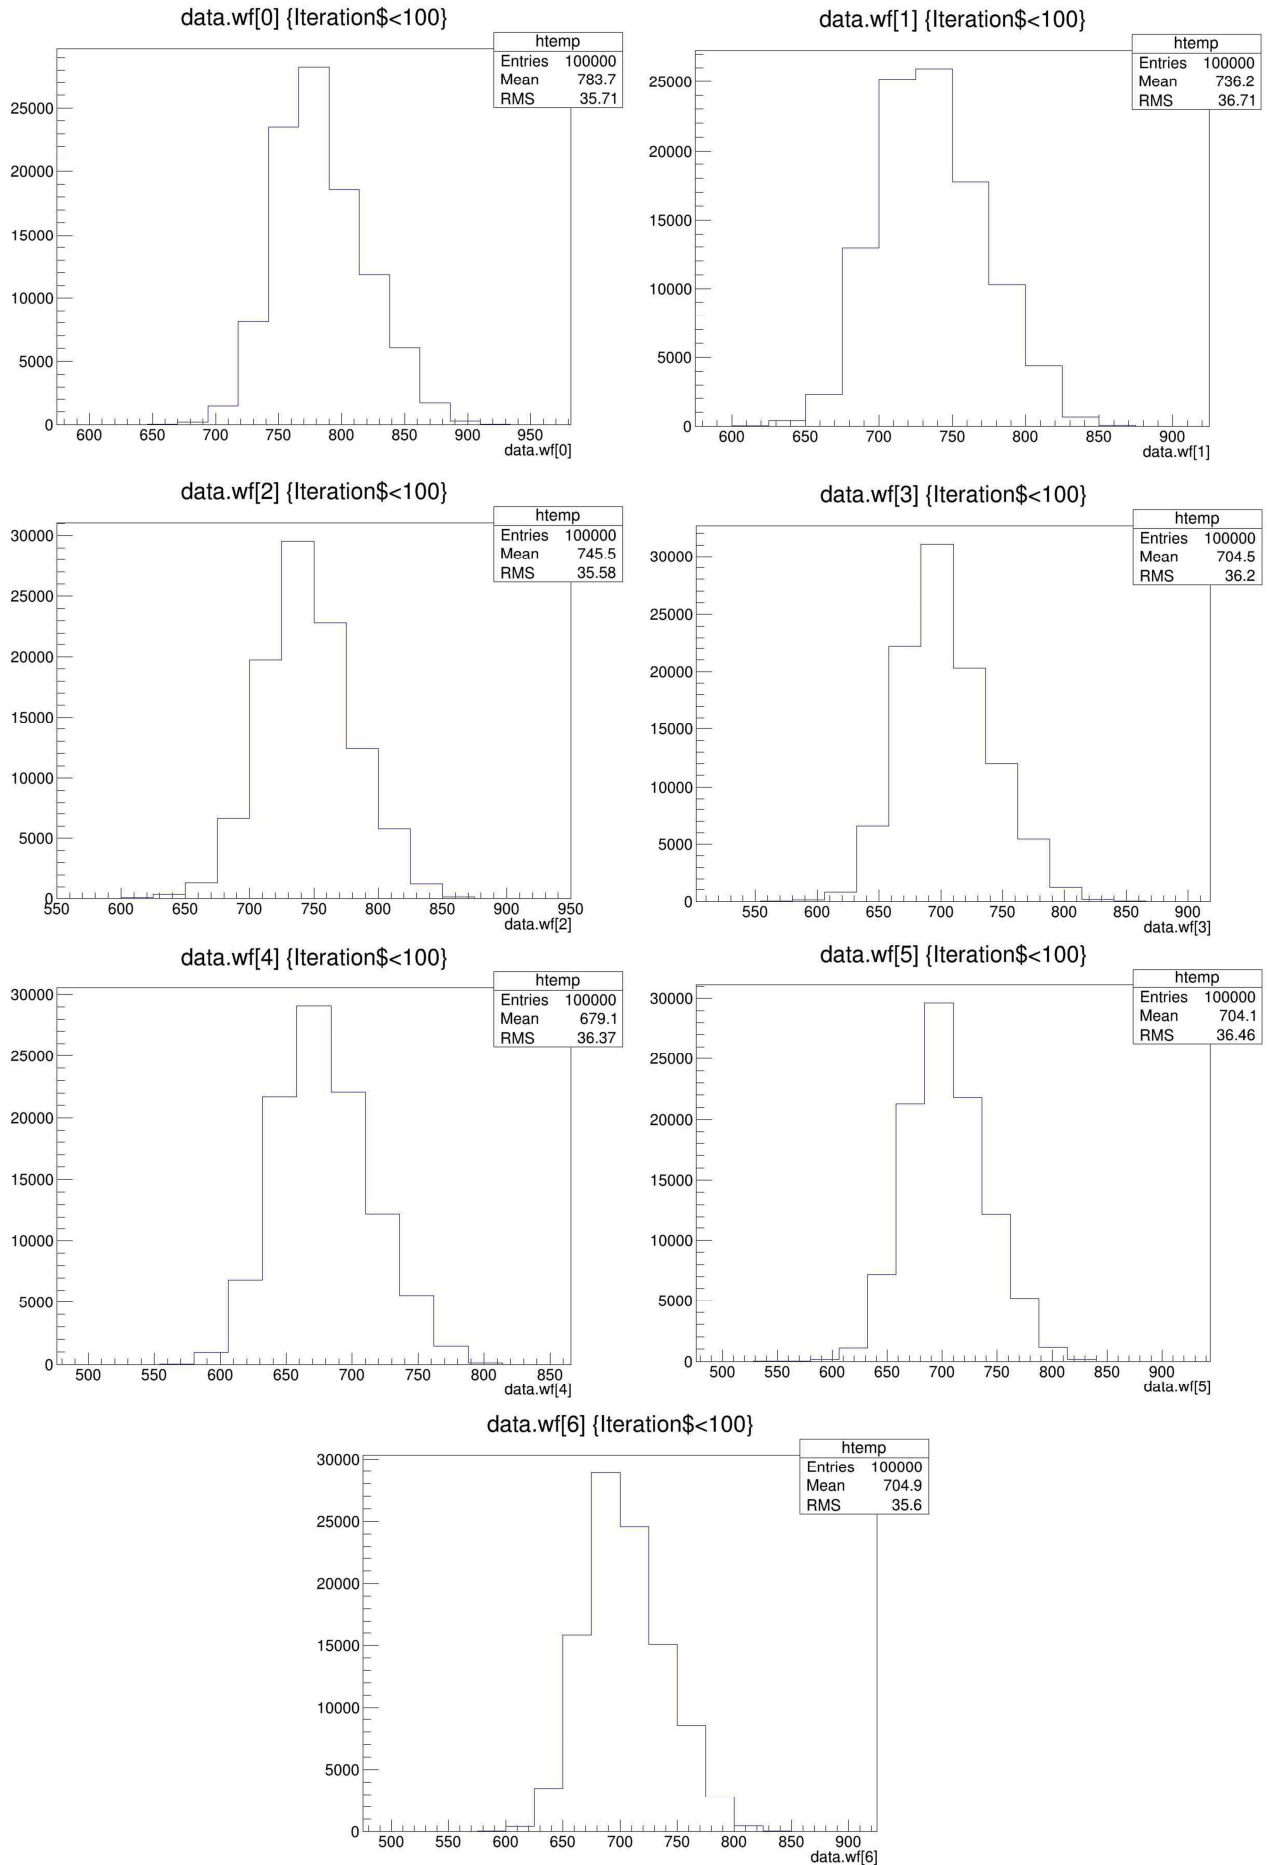 data.wf[0] {Iteration$<100}
htemp
Entries 100000
Mean 783.7
RMS 35.71
25000
20000
15000
10000
5000
0
600 650 700 750 800 850 900 950
data.wf[0]
data.wf[1] {Iteration$<100}
htemp
Entries 100000
Mean 736.2
RMS 36.71
25000
20000
15000
10000
5000
0
600 650 700 750 800 850 900
data.wf[1]
data.wf[2] {Iteration$<100}
htemp
Entries 100000
Mean 745.5
RMS 35.58
30000
25000
20000
15000
10000
5000
0
550 600 650 700 750 800 850 900 950
data.wf[2]
data.wf[3] {Iteration$<100}
htemp
Entries 100000
Mean 704.5
RMS 36.2
30000
25000
20000
15000
10000
5000
0
550 600 650 700 750 800 850 900
data.wf[3]
data.wf[4] {Iteration$<100}
htemp
Entries 100000
Mean 679.1
RMS 36.37
30000
25000
20000
15000
10000
5000
0
500 550 600 650 700 750 800 850
data.wf[4]
data.wf[5] {Iteration$<100}
htemp
Entries 100000
Mean 704.1
RMS 36.46
30000
25000
20000
15000
10000
5000
0
500 550 600 650 700 750 800 850 900
data.wf[5]
data.wf[6] {Iteration$<100}
htemp
Entries 100000
Mean 704.9
RMS 35.6
30000
25000
20000
15000
10000
5000
0
500 550 600 650 700 750 800 850 900
data.wf[6]